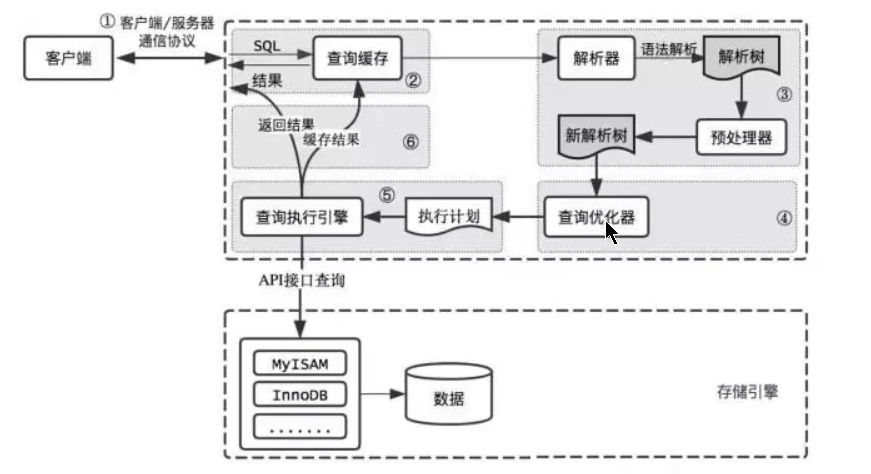 ① 客户端/服务器
通信协议
客户端
SQL
结果
查询缓存
②
解析器
语法解析
解析树
③
返回结果
缓存结果
⑥
新解析树
预处理器
⑤
查询执行引擎
执行计划
查询优化器
④
API接口查询
MyISAM
InnoDB
.......
数据
存储引擎